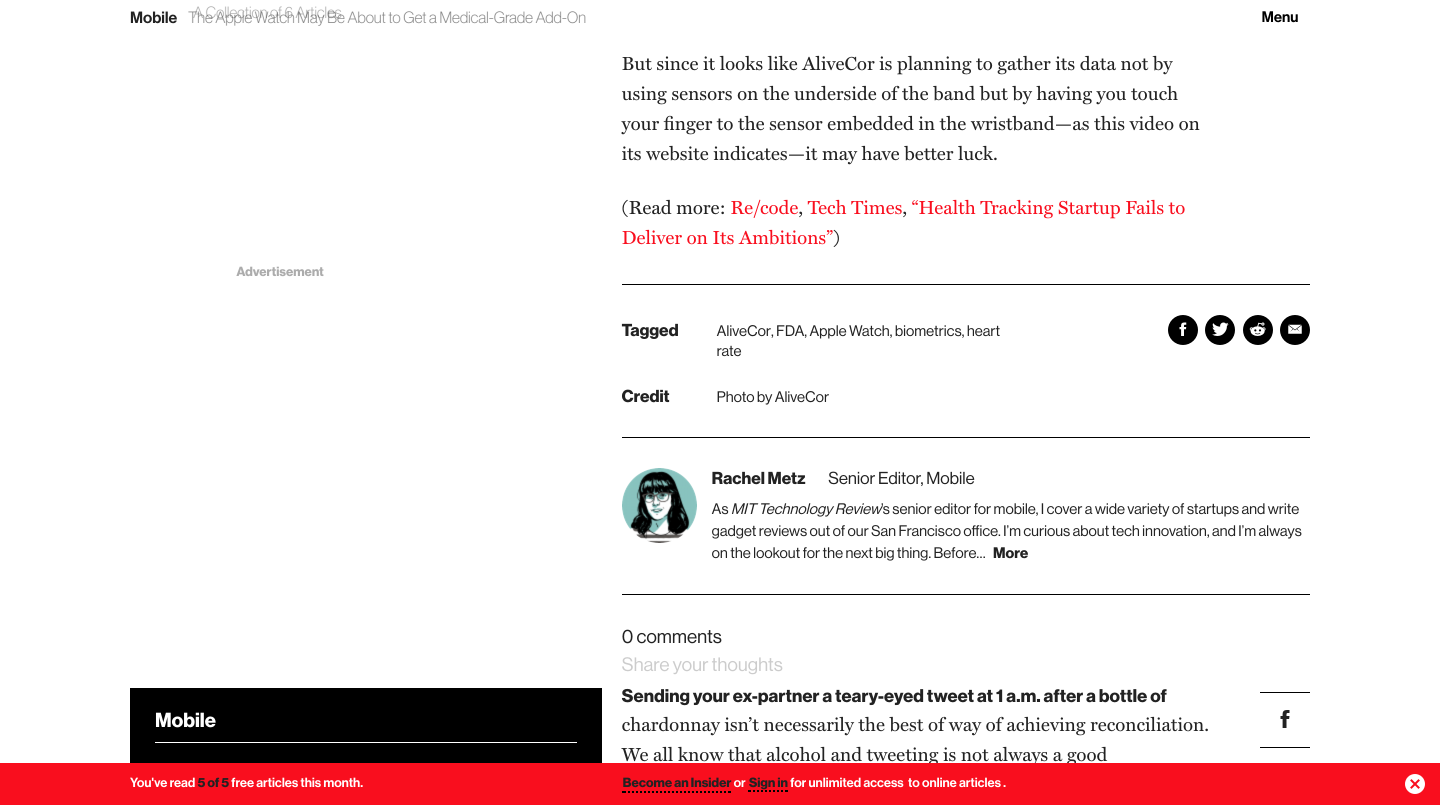 A Collection of 6 Articles
Mobile The Apple Watch May Be About to Get a Medical-Grade Add-On
Menu
But since it looks like AliveCor is planning to gather its data not by
using sensors on the underside of the band but by having you touch
your finger to the sensor embedded in the wristband—as this video on
its website indicates—it may have better luck.
(Read more: Re/code, Tech Times, “Health Tracking Startup Fails to
Deliver on Its Ambitions”)
Advertisement
Tagged AliveCor, FDA, Apple Watch, biometrics, heart
rate
Credit Photo by AliveCor
Rachel Metz Senior Editor, Mobile
As MIT Technology Review's senior editor for mobile, I cover a wide variety of startups and write
gadget reviews out of our San Francisco office. I’m curious about tech innovation, and I’m always
on the lookout for the next big thing. Before… More
0 comments
Share your thoughts
Sending your ex-partner a teary-eyed tweet at 1 a.m. after a bottle of
chardonnay isn’t necessarily the best of way of achieving reconciliation.
We all know that alcohol and tweeting is not always a good
Mobile
You've read 5 of 5 free articles this month.
Become an Insider or Sign in for unlimited access to online articles .